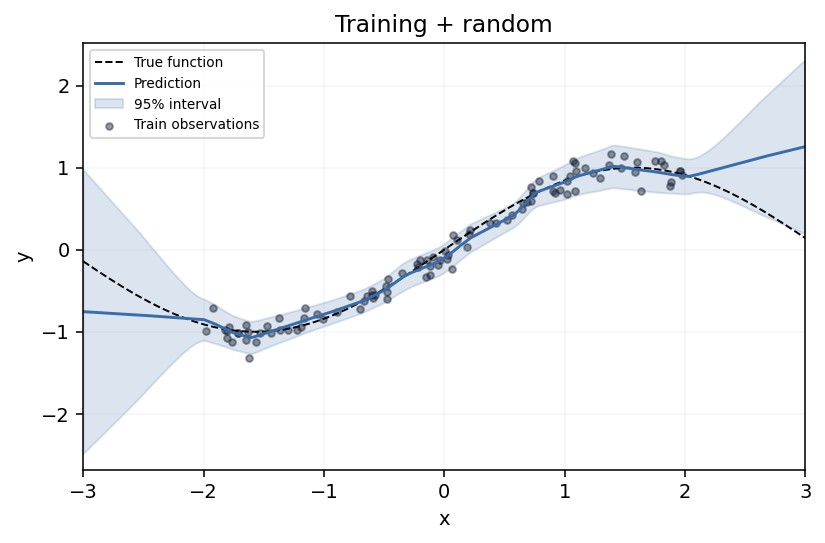 Training + random
True function
Prediction
95% interval
Train observations
y
2
1
0
−1
−2
−3
−2
−1
0
1
2
3
x